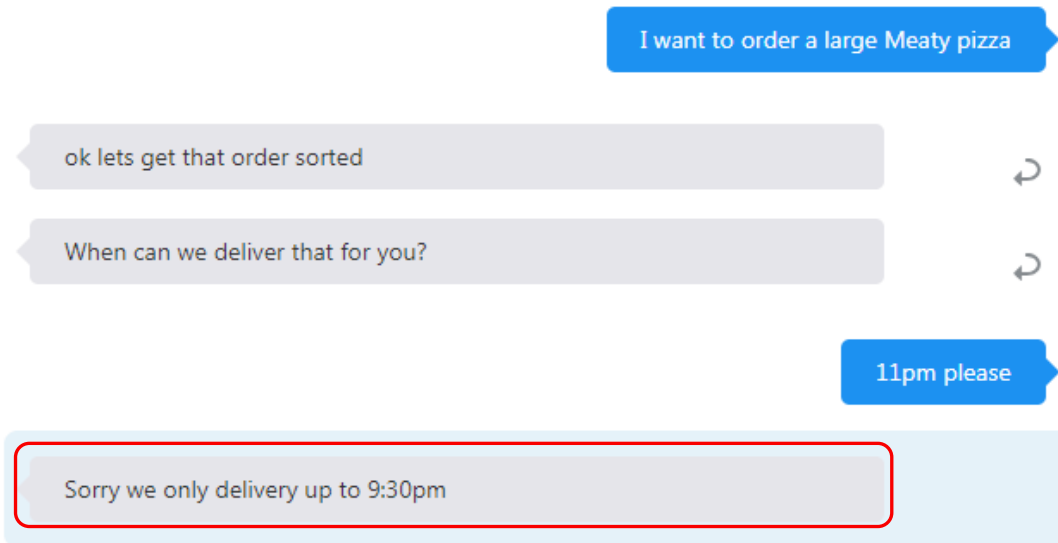 I want to order a large Meaty pizza
ok lets get that order sorted
When can we deliver that for you?
11pm please
Sorry we only delivery up to 9:30pm